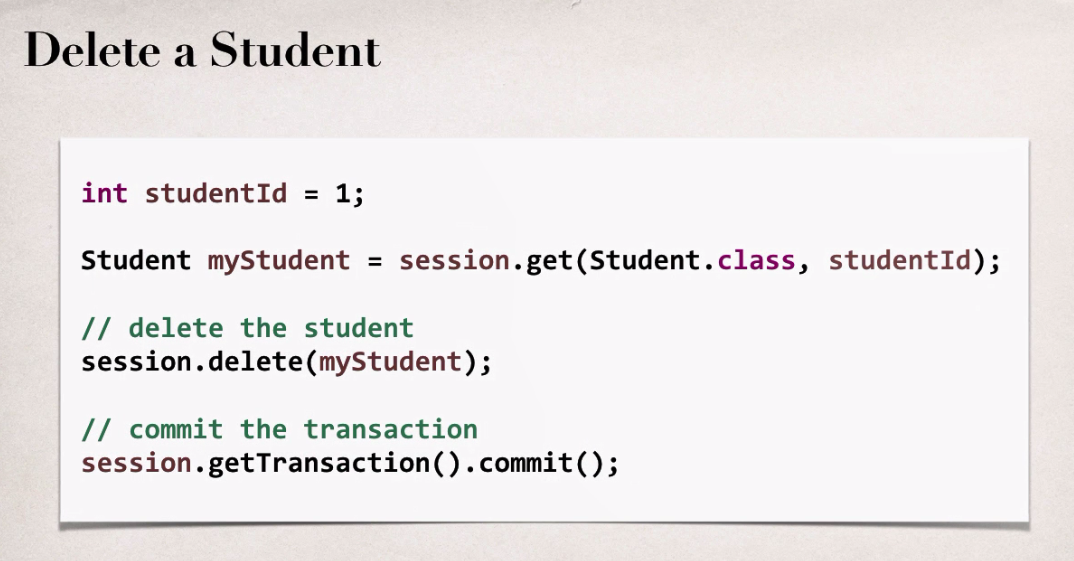 Delete a Student
int studentId = 1;
Student myStudent = session.get(Student.class, studentId);
// delete the student
session.delete(myStudent);
// commit the transaction
session.getTransaction().commit();